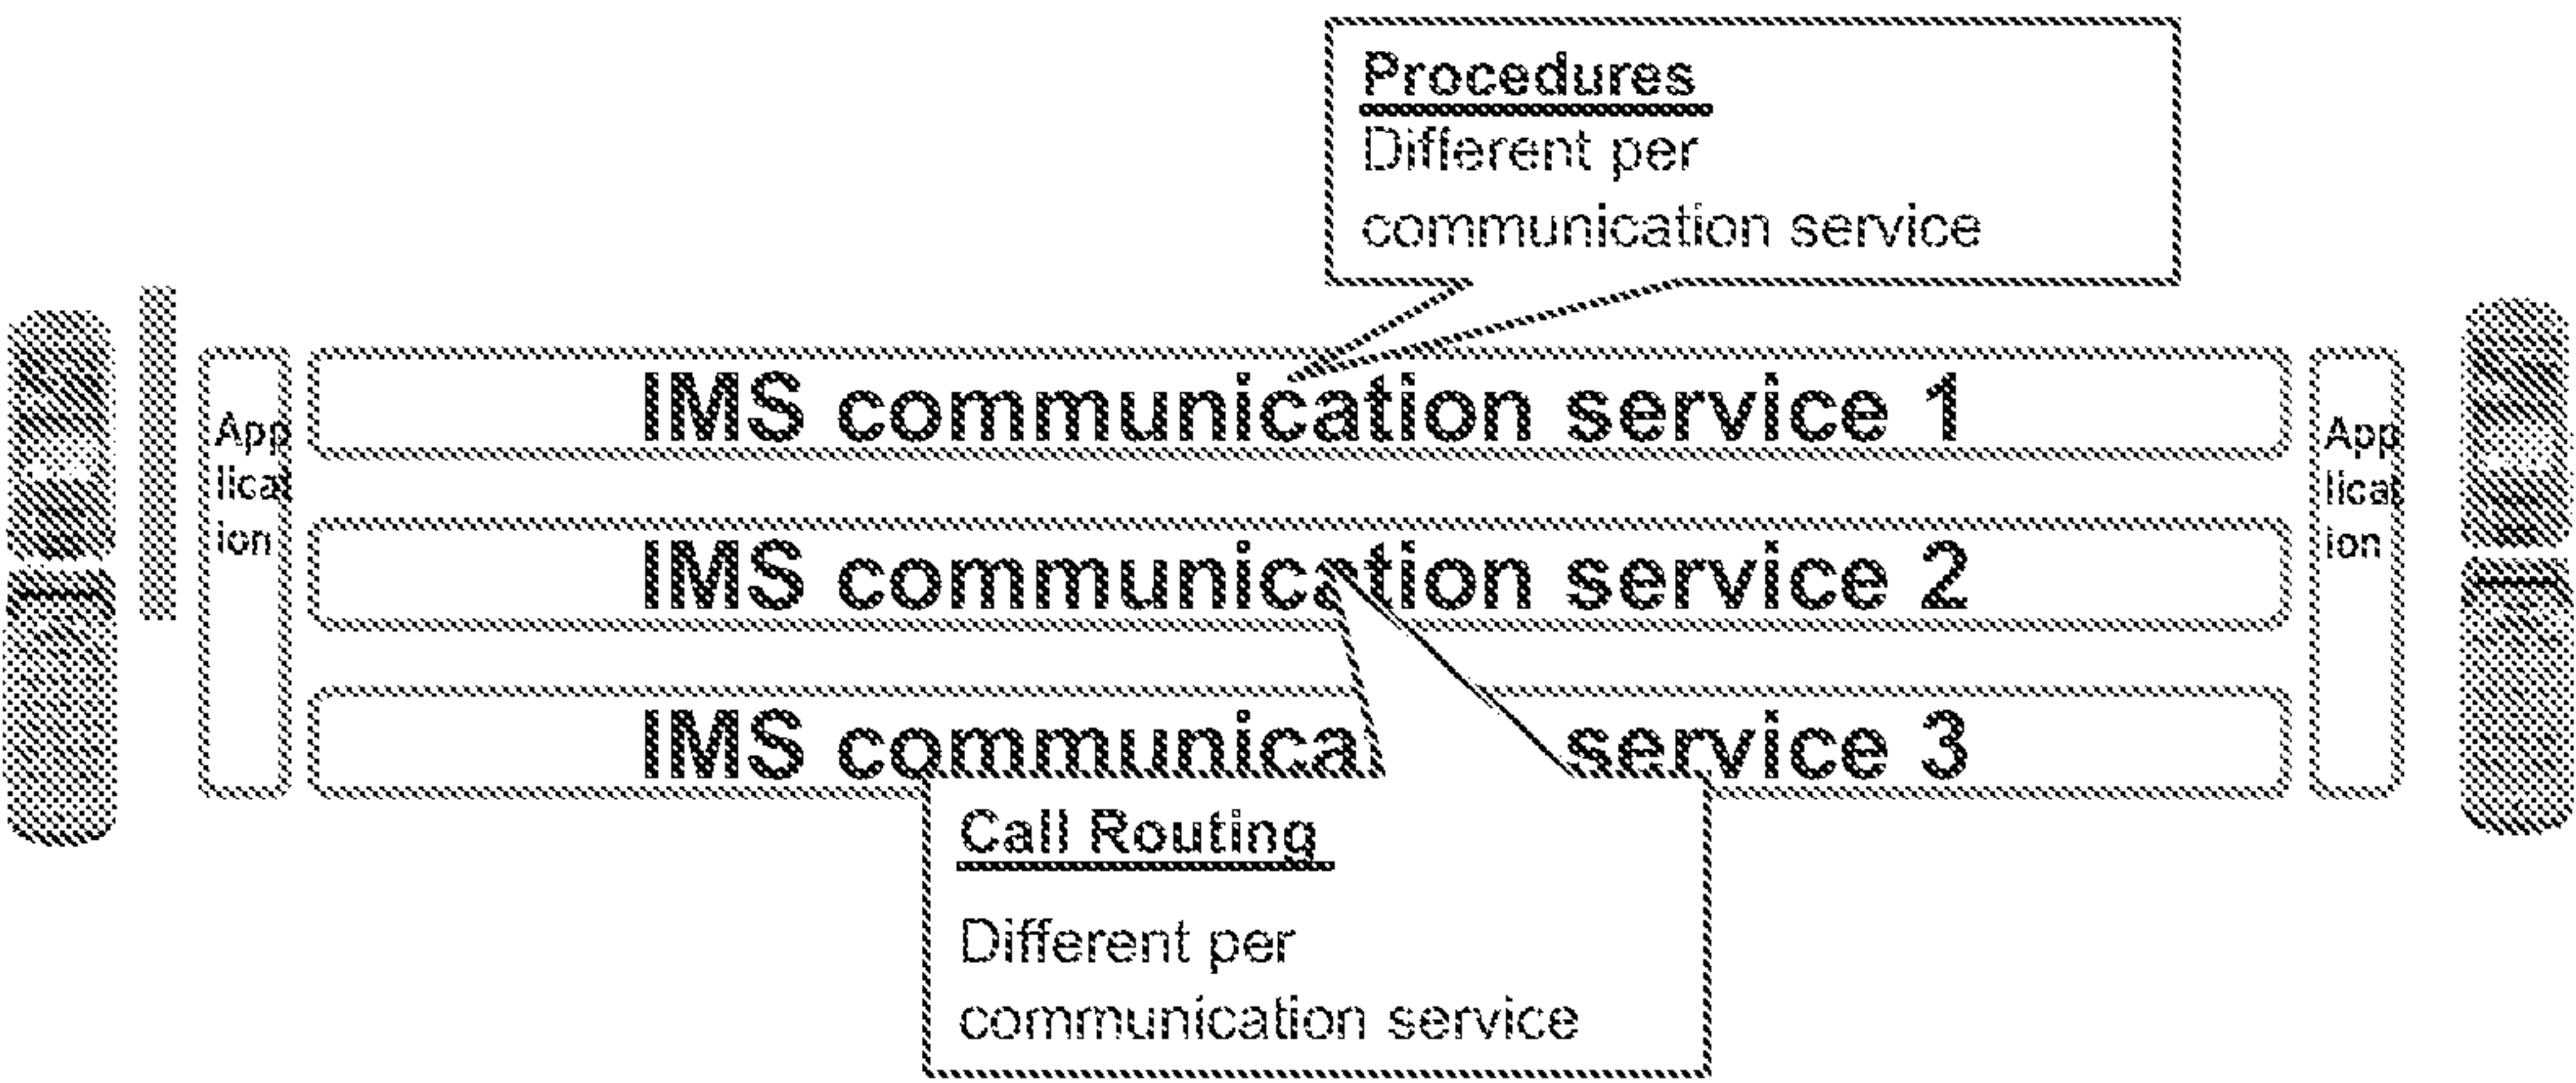 Procedures
Different per
communication service
App
licat
ion
IMS communication service 1
IMS communication service 2
IMS communica service 3
App
licat
ion
Call Routing
Different per
communication service